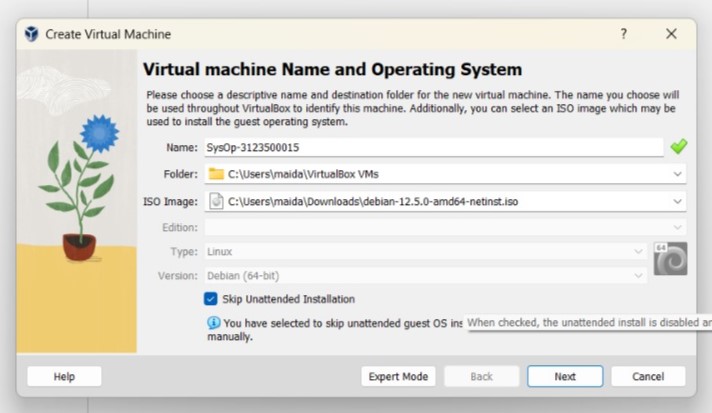 Create Virtual Machine
?
Virtual machine Name and Operating System
Please choose a descriptive name and destination folder for the new virtual machine. The name you choose will
be used throughout VirtualBox to identify this machine. Additionally, you can select an ISO image which may be
used to install the guest operating system.
Name: SysOp-3123500015
Folder: C:\Users\maida\VirtualBox VMs
ISO Image: C:\Users\maida\Downloads\debian-12.5.0-amd64-netinst.iso
Edition:
Type: Linux
64
Version: Debian (64-bit)
Skip Unattended Installation
You have selected to skip unattended guest OS ins When checked, the unattended install is disabled an
manually.
Help Expert Mode Back Next Cancel